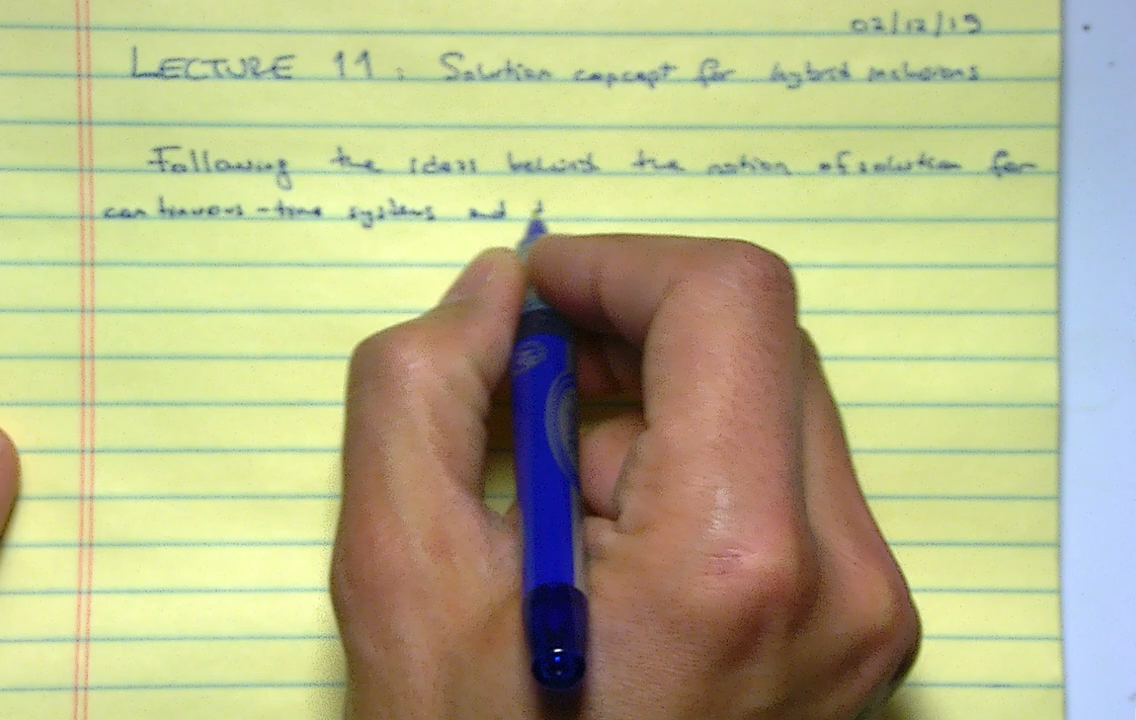 02/12/19
LECTURE 11: Solution concept for hybrid inclusions
Following the ideas behind the notion of solution for
continuous-time systems and d